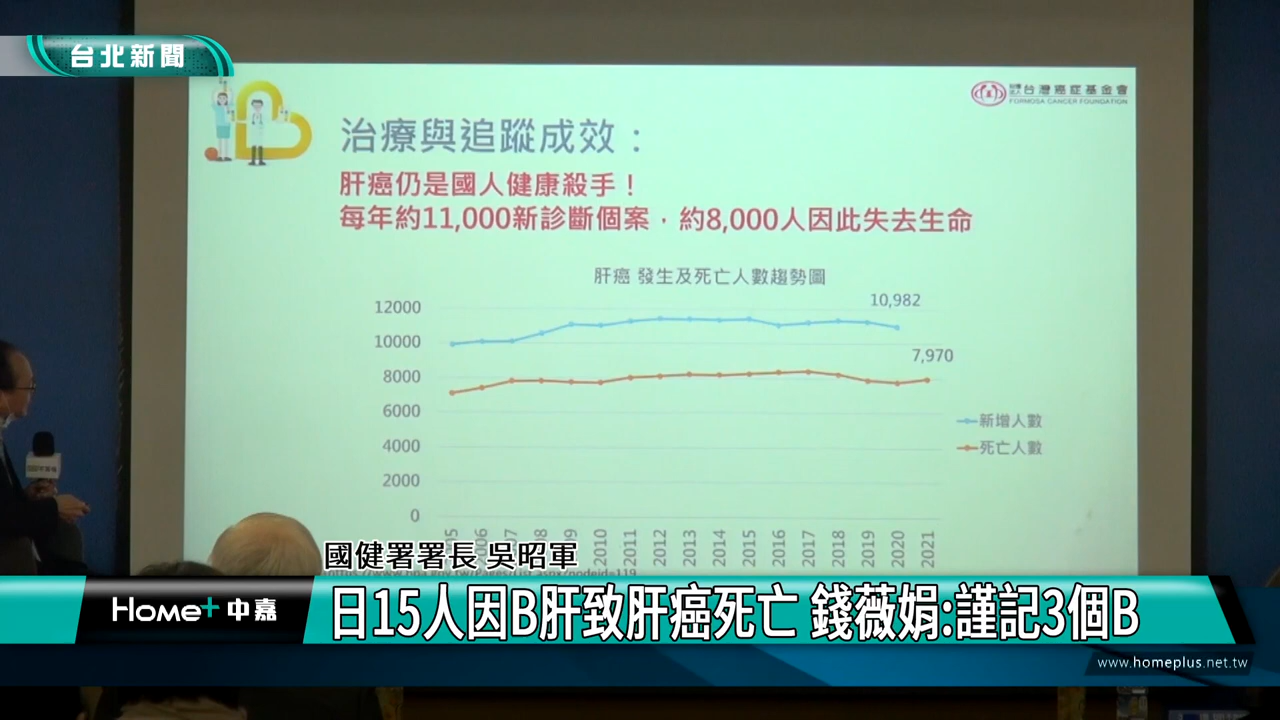 台北新聞
財團法人台灣癌症基金會
FORMOSA CANCER FOUNDATION
治療與追蹤成效：
肝癌仍是國人健康殺手！
每年約11,000新診斷個案，約8,000人因此失去生命
肝癌 發生及死亡人數趨勢圖
12000
10,982
10000
7,970
8000
6000
新增人數
死亡人數
4000
2000
0
2010 2011 2012 2013 2014 2015 2016 2017 2018 2019 2020 2021
國健署署長 吳昭軍
Home+ 中嘉
日15人因B肝致肝癌死亡 錢薇娟:謹記3個B
www.homeplus.net.tw